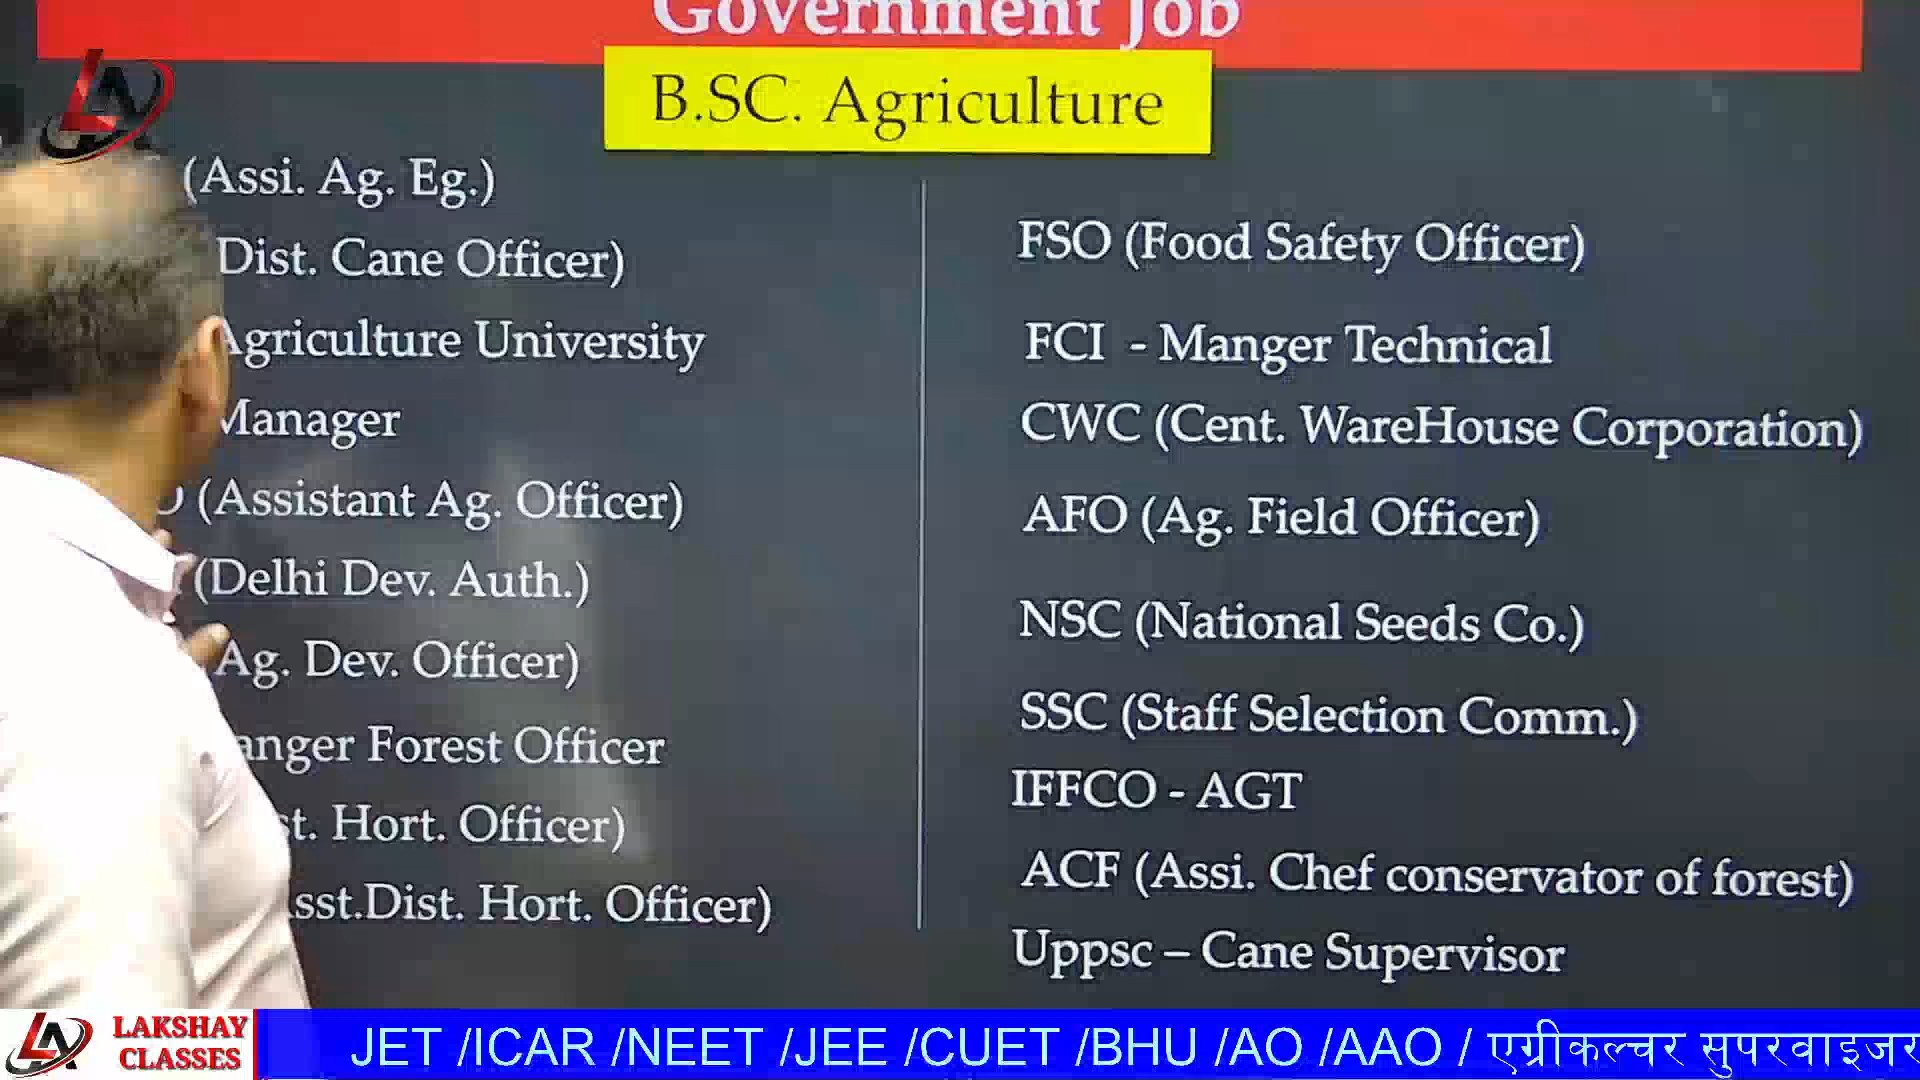 Government Job
B.SC. Agriculture
(Assi. Ag. Eg.)
Dist. Cane Officer)
Agriculture University
Manager
(Assistant Ag. Officer)
(Delhi Dev. Auth.)
Ag. Dev. Officer)
anger Forest Officer
st. Hort. Officer)
sst.Dist. Hort. Officer)
FSO (Food Safety Officer)
FCI - Manger Technical
CWC (Cent. WareHouse Corporation)
AFO (Ag. Field Officer)
NSC (National Seeds Co.)
SSC (Staff Selection Comm.)
IFFCO - AGT
ACF (Assi. Chef conservator of forest)
Uppsc – Cane Supervisor
LA
LAKSHAY
CLASSES
JET /ICAR /NEET /JEE /CUET /BHU /AO /AAO / एग्रीकल्चर सुपरवाइजर